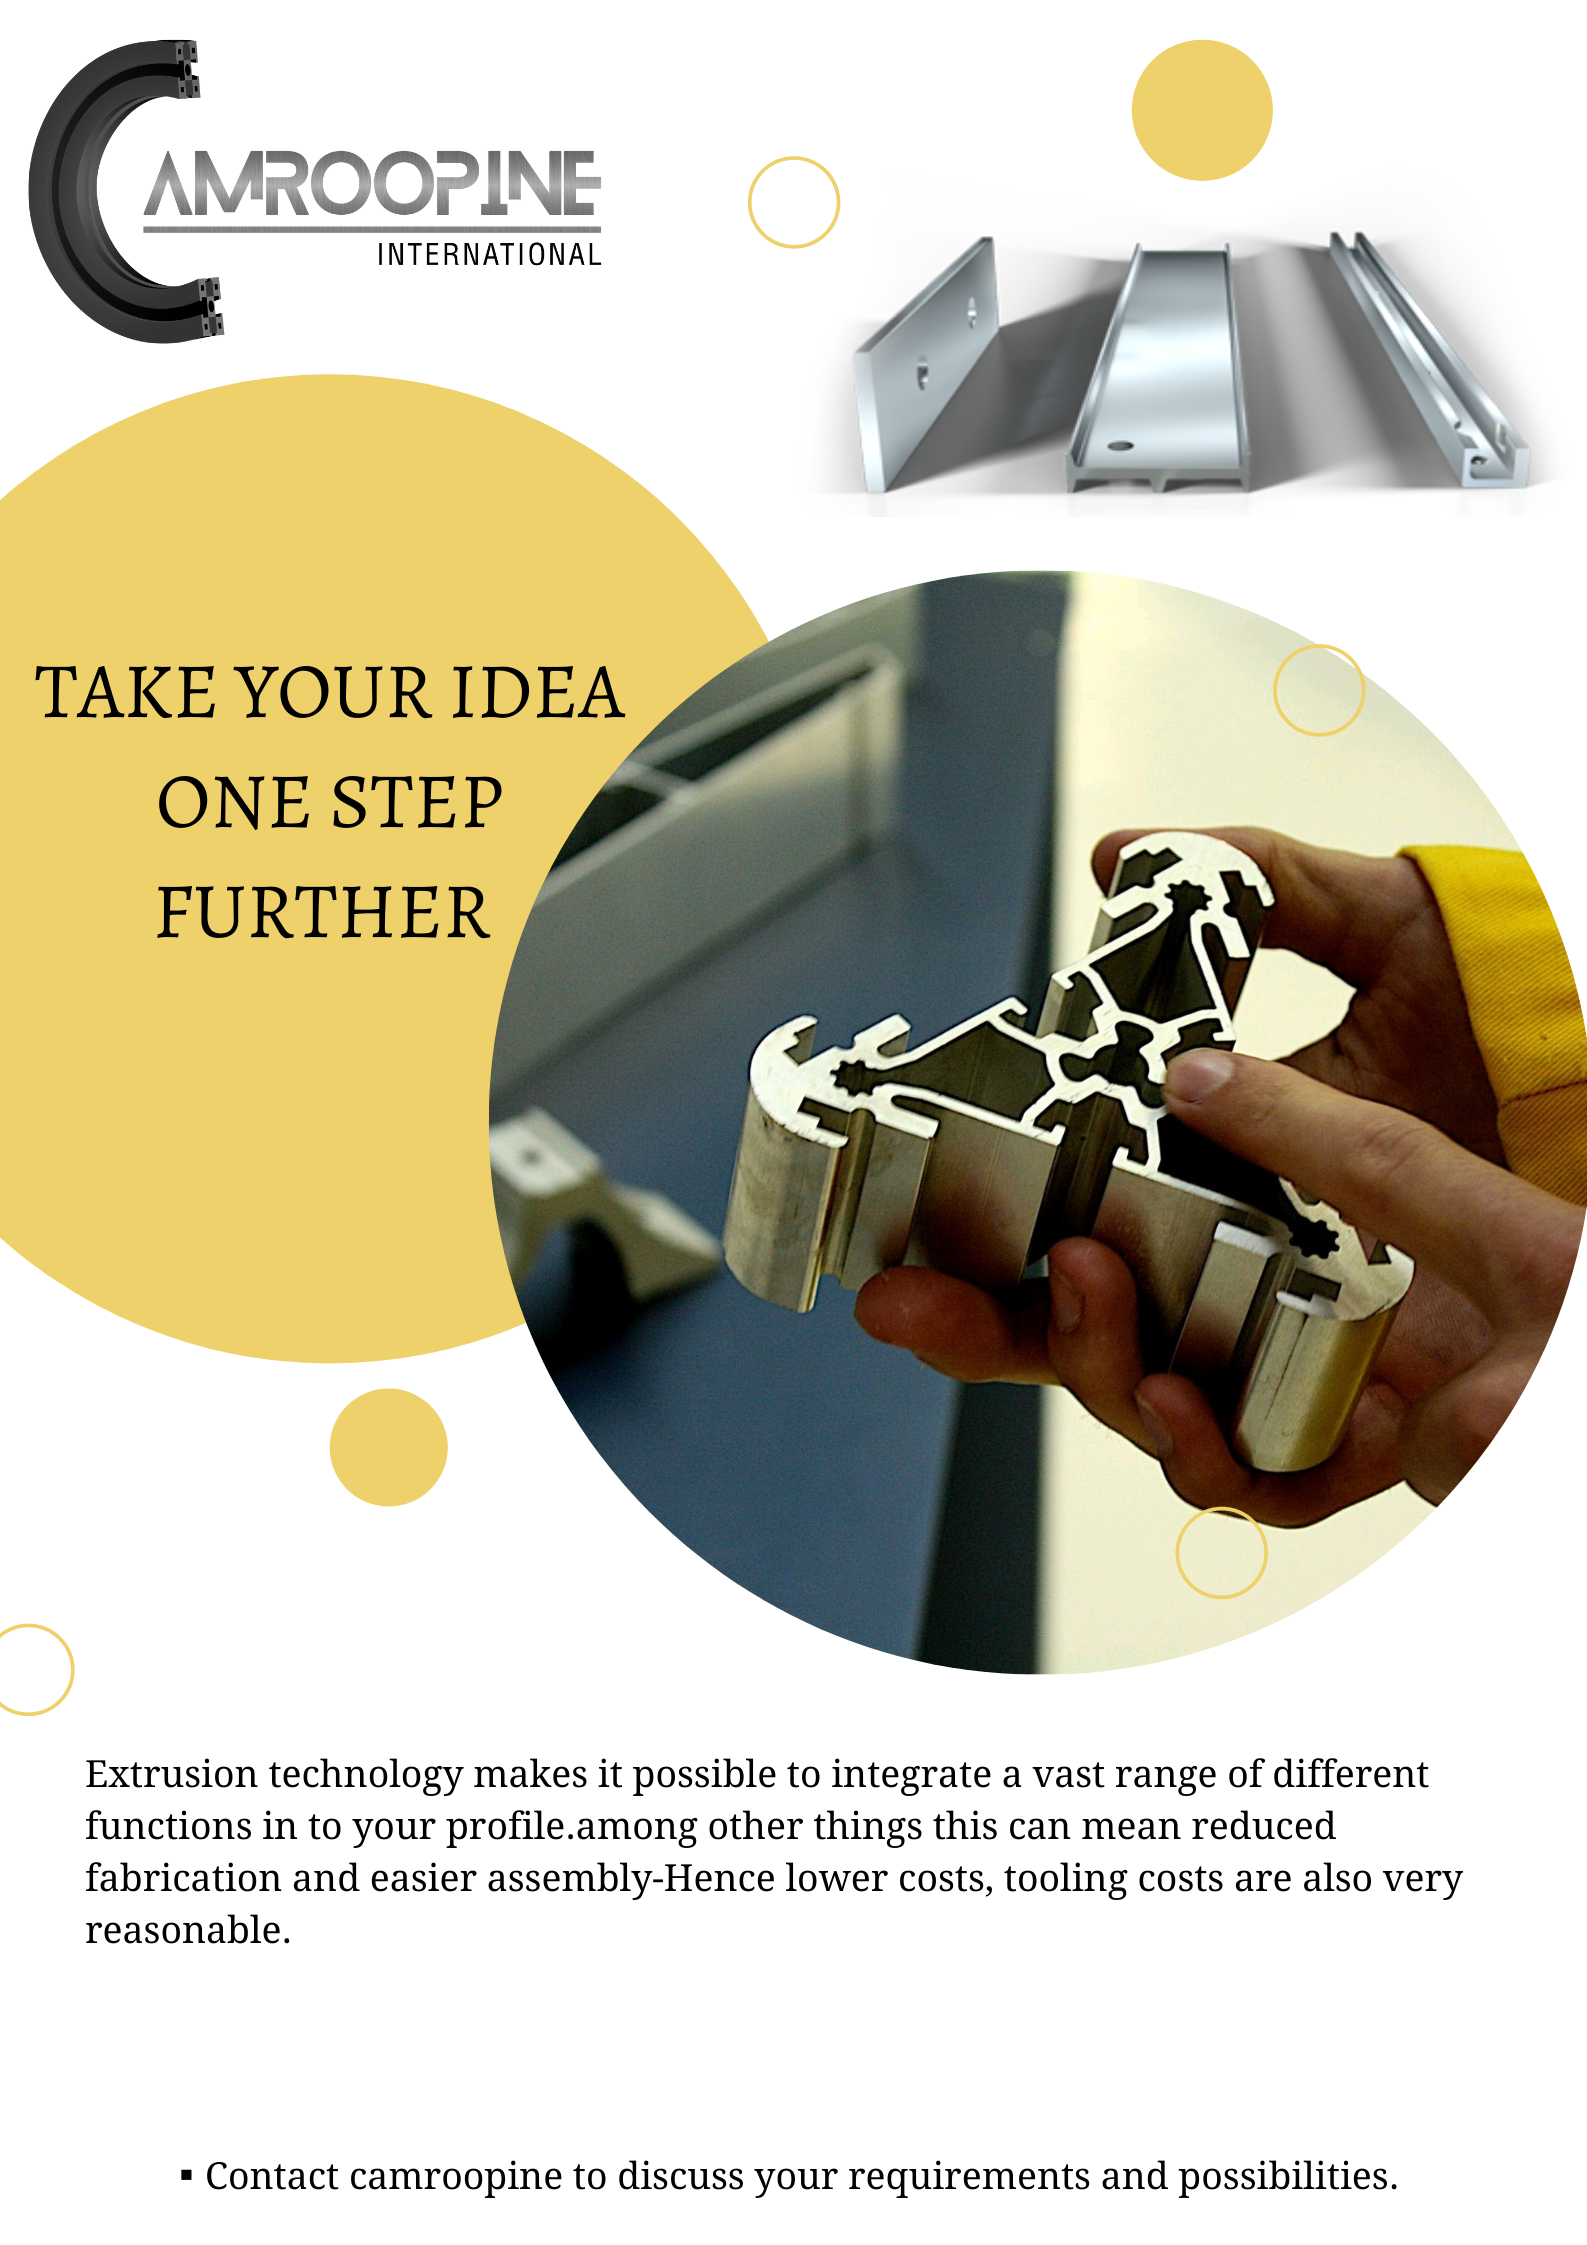 CAMROOPINE
INTERNATIONAL
TAKE YOUR IDEA
ONE STEP
FURTHER
Extrusion technology makes it possible to integrate a vast range of different
functions in to your profile.among other things this can mean reduced
fabrication and easier assembly-Hence lower costs, tooling costs are also very
reasonable.
▪ Contact camroopine to discuss your requirements and possibilities.